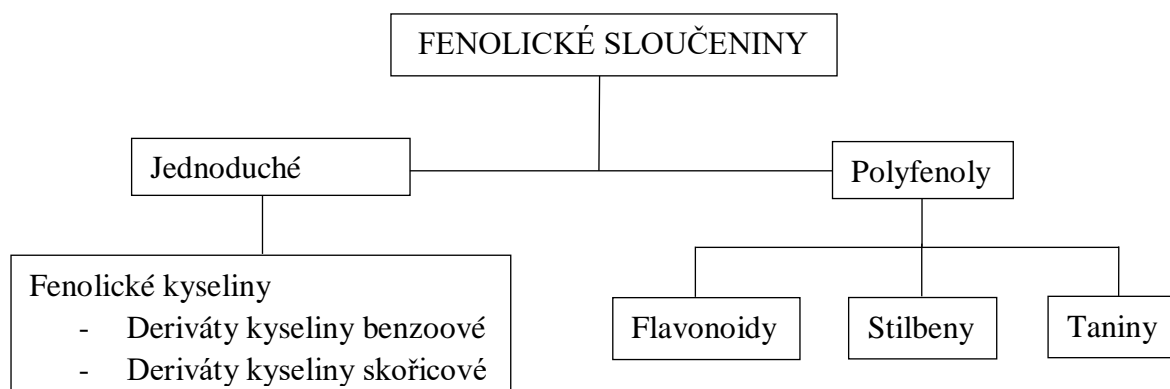 FENOLICKÉ SLOUČENINY
Jednoduché
Polyfenoly
Fenolické kyseliny
- Deriváty kyseliny benzoové
- Deriváty kyseliny skořicové
Flavonoidy
Stilbeny
Taniny